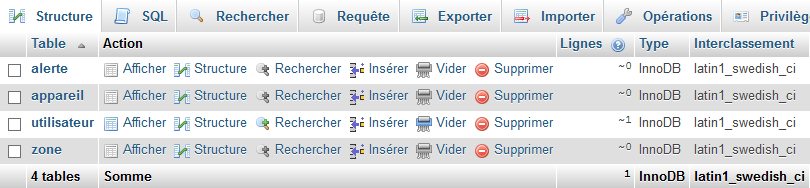 Structure SQL Rechercher Requête Exporter Importer Opérations Privilèg
Table Action Lignes Type Interclassement
alerte Afficher Structure Rechercher Insérer Vider Supprimer ~0 InnoDB latin1_swedish_ci
appareil Afficher Structure Rechercher Insérer Vider Supprimer ~0 InnoDB latin1_swedish_ci
utilisateur Afficher Structure Rechercher Insérer Vider Supprimer ~1 InnoDB latin1_swedish_ci
zone Afficher Structure Rechercher Insérer Vider Supprimer ~0 InnoDB latin1_swedish_ci
4 tables Somme 1 InnoDB latin1_swedish_ci